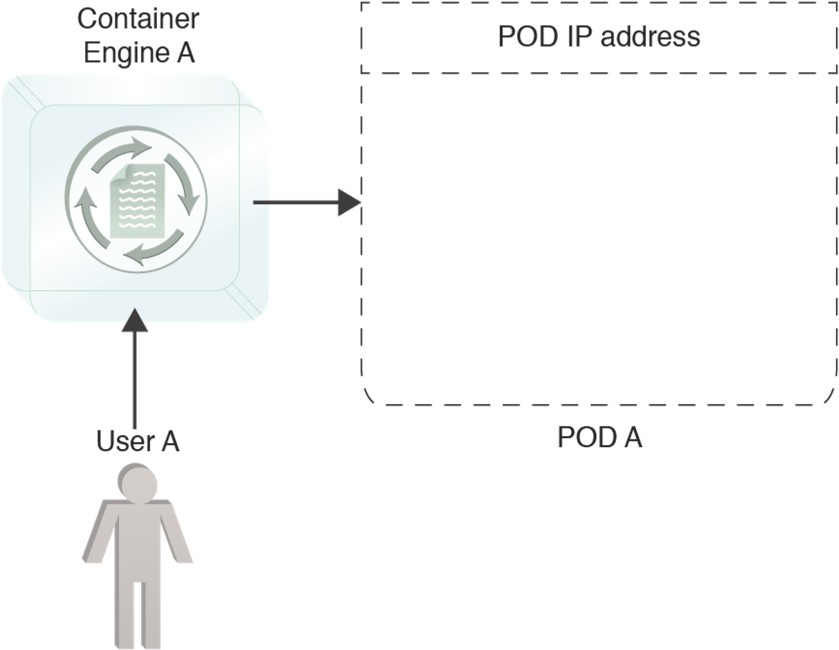 Container
Engine A
POD IP address
POD A
User A